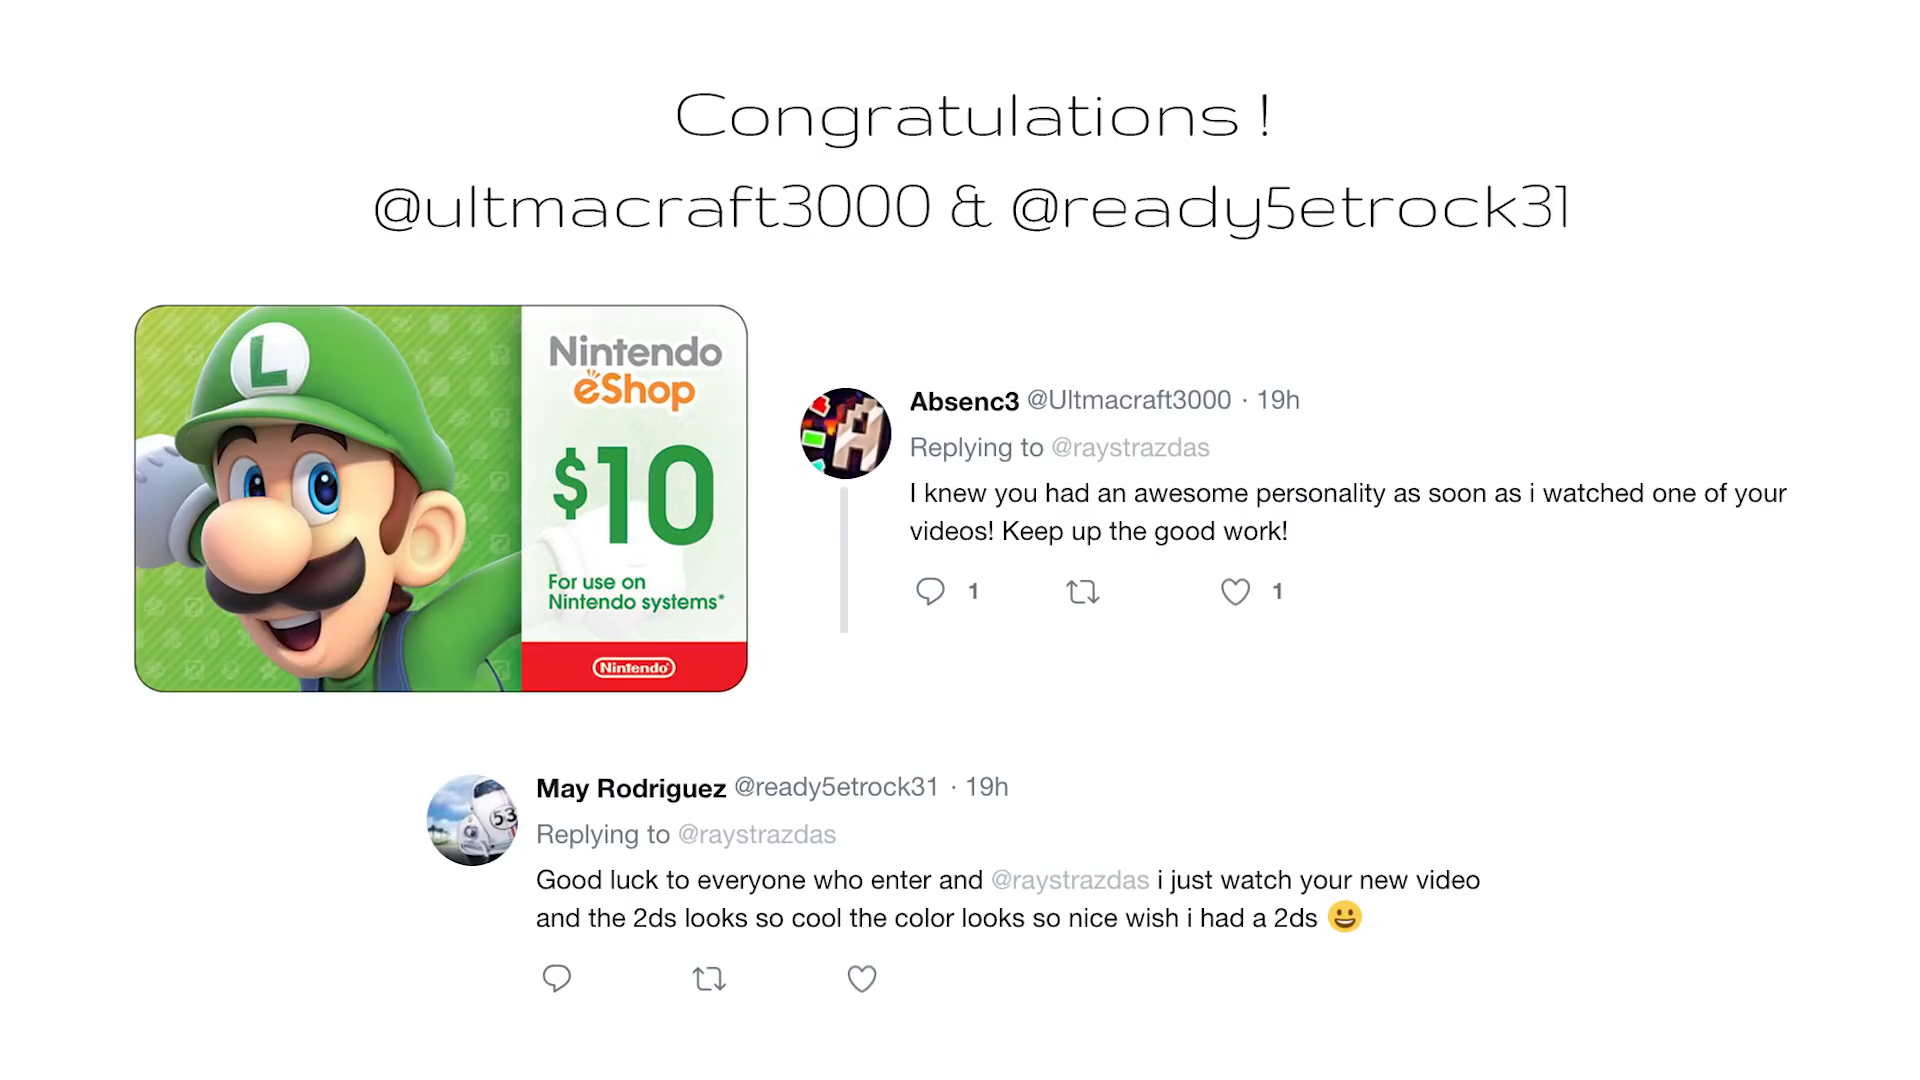 Congratulations !
@ultmacraft3000 & @ready5etrock31
L
Nintendo
eShop
$10
For use on
Nintendo systems*
Nintendo
Absenc3 @Ultmacraft3000 · 19h
Replying to @raystrazdas
I knew you had an awesome personality as soon as i watched one of your
videos! Keep up the good work!
1 1
May Rodriguez @ready5etrock31 · 19h
53
Replying to @raystrazdas
Good luck to everyone who enter and @raystrazdas i just watch your new video
and the 2ds looks so cool the color looks so nice wish i had a 2ds 😀